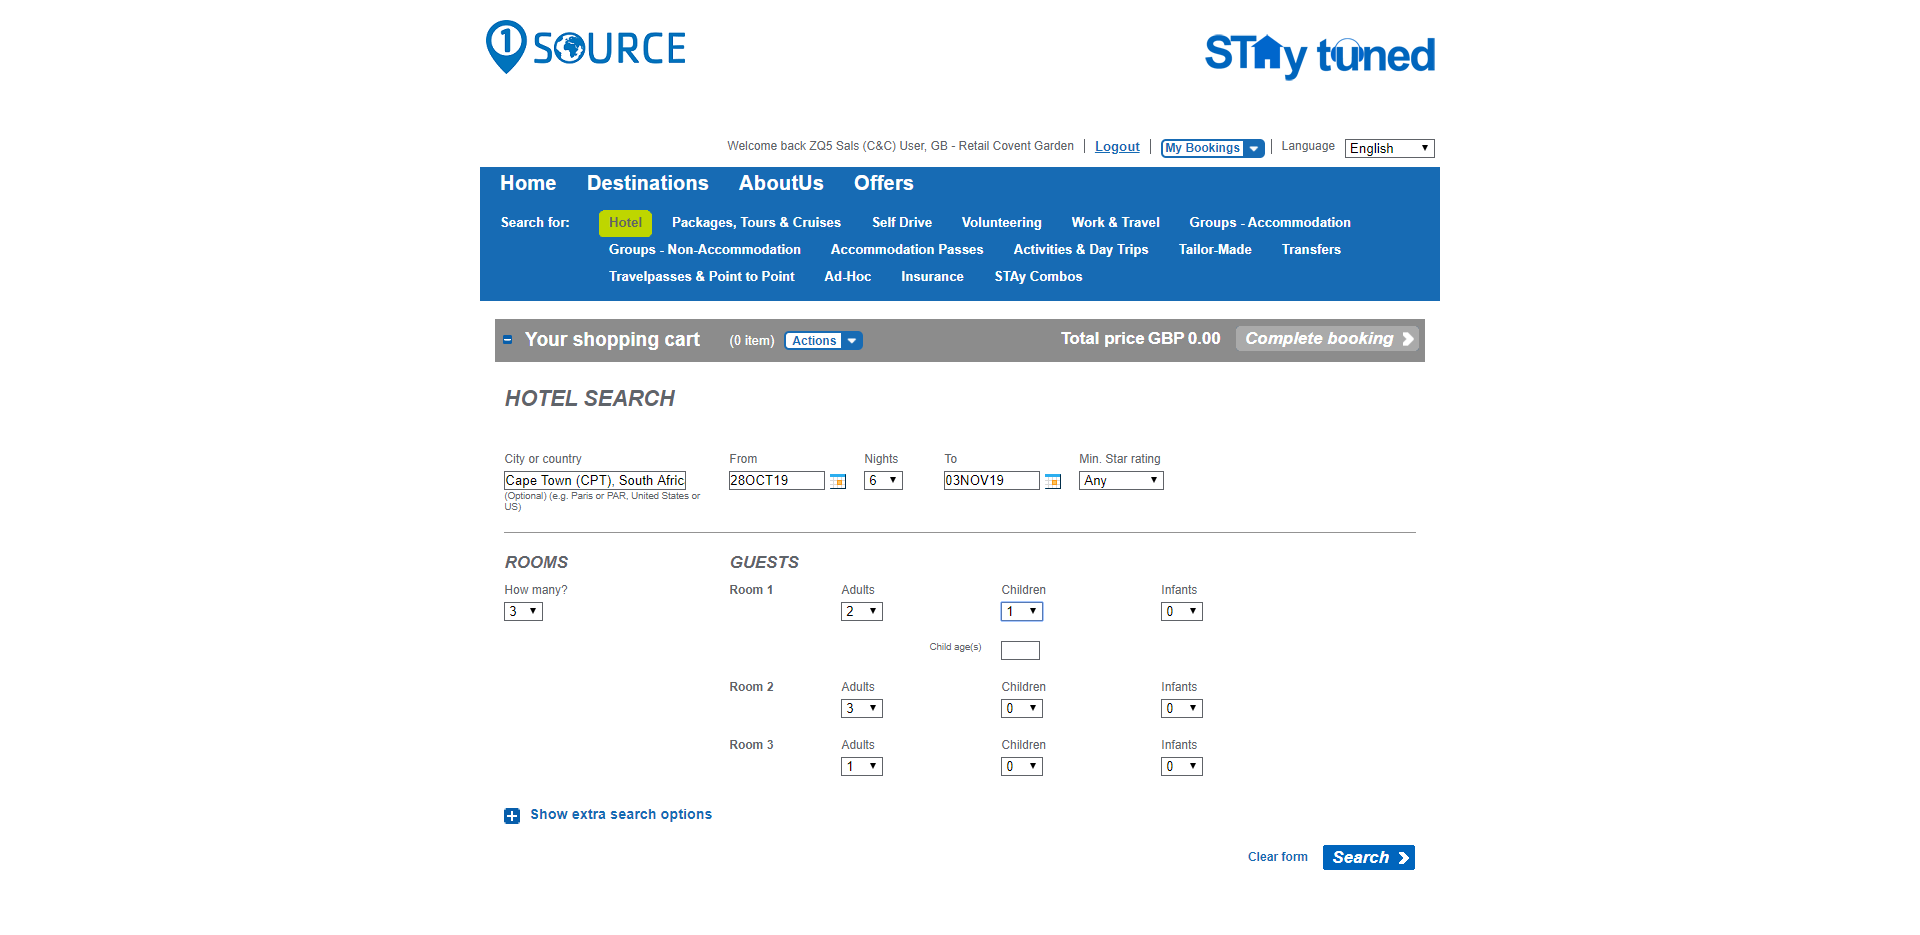 1 SOURCE
STAy tuned
Welcome back ZQ5 Sals (C&C) User, GB - Retail Covent Garden Logout My Bookings Language English
Home Destinations AboutUs Offers
Search for: Hotel Packages, Tours & Cruises Self Drive Volunteering Work & Travel Groups - Accommodation
Groups - Non-Accommodation Accommodation Passes Activities & Day Trips Tailor-Made Transfers
Travelpasses & Point to Point Ad-Hoc Insurance STAy Combos
Your shopping cart (0 item) Actions Total price GBP 0.00 Complete booking
HOTEL SEARCH
City or country From Nights To Min. Star rating
Cape Town (CPT), South Afric 28OCT19 6 03NOV19 Any
(Optional) (e.g. Paris or PAR, United States or
US)
ROOMS GUESTS
How many? Room 1 Adults Children Infants
3 2 1 0
Child age(s)
Room 2 Adults Children Infants
3 0 0
Room 3 Adults Children Infants
1 0 0
Show extra search options
Clear form Search